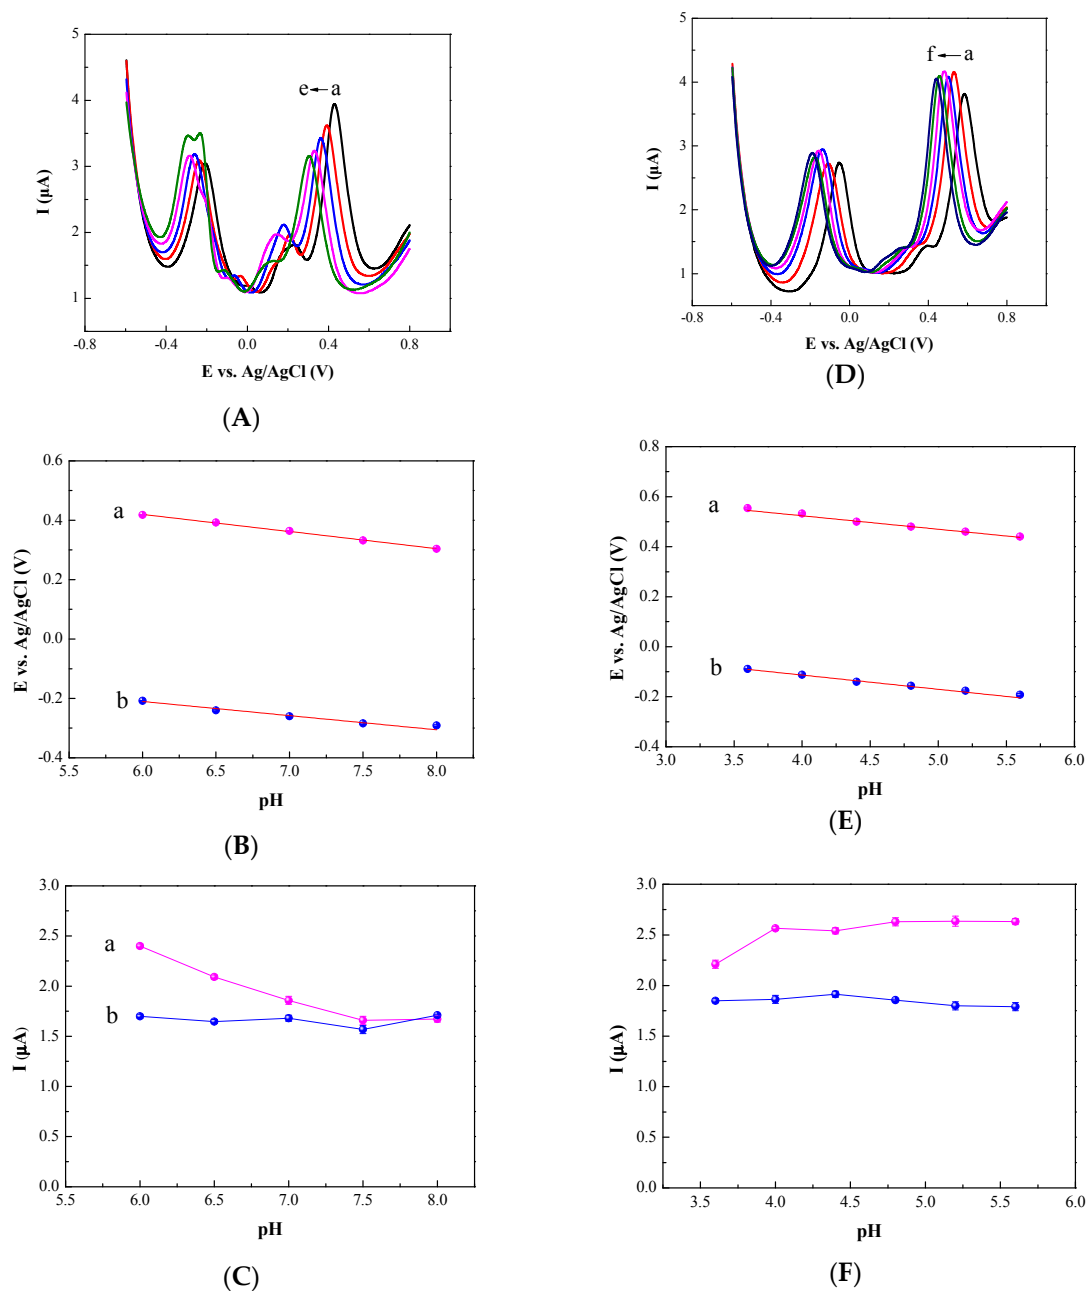 5
4
3
2
1
I (μA)
e a
-0.8 -0.4 0.0 0.4 0.8
E vs. Ag/AgCl (V)
(A)
5
4
3
2
1
I (μA)
f a
-0.8 -0.4 0.0 0.4 0.8
E vs. Ag/AgCl (V)
(D)
0.6
0.4
0.2
0.0
-0.2
-0.4
E vs. Ag/AgCl (V)
a
b
5.5 6.0 6.5 7.0 7.5 8.0
pH
(B)
0.8
0.6
0.4
0.2
0.0
-0.2
-0.4
E vs. Ag/AgCl (V)
a
b
3.0 3.5 4.0 4.5 5.0 5.5 6.0
pH
(E)
3.0
2.5
2.0
1.5
1.0
0.5
0.0
I (μA)
a
b
5.5 6.0 6.5 7.0 7.5 8.0
pH
(C)
3.0
2.5
2.0
1.5
1.0
0.5
0.0
I (μA)
3.5 4.0 4.5 5.0 5.5 6.0
pH
(F)